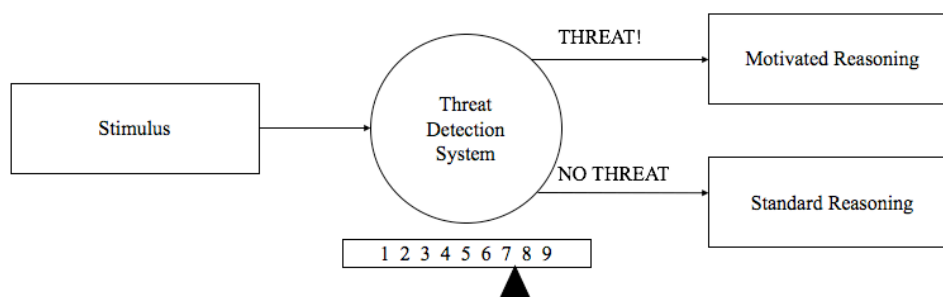 THREAT!
Motivated Reasoning
Stimulus
Threat
Detection
System
NO THREAT
Standard Reasoning
1 2 3 4 5 6 7 8 9